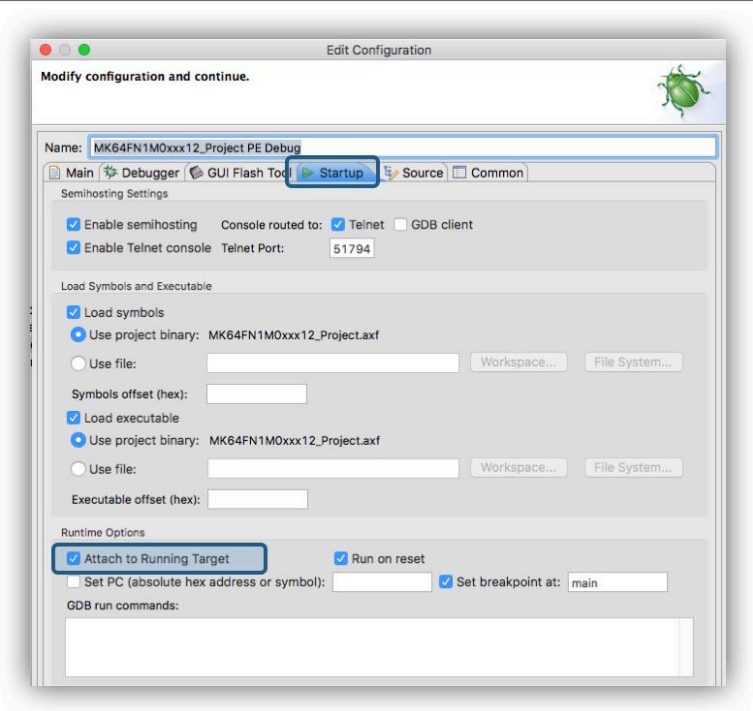 Edit Configuration
Modify configuration and continue.
Name: MK64FN1M0xxx12_Project PE Debug
Main Debugger GUI Flash Tool Startup Source Common
Semihosting Settings
Enable semihosting Console routed to: Telnet GDB client
Enable Telnet console Telnet Port: 51794
Load Symbols and Executable
Load symbols
Use project binary: MK64FN1M0xxx12_Project.axf
Use file: Workspace... File System...
Symbols offset (hex):
Load executable
Use project binary: MK64FN1M0xxx12_Project.axf
Use file: Workspace... File System...
Executable offset (hex):
Runtime Options
Attach to Running Target Run on reset
Set PC (absolute hex address or symbol): Set breakpoint at: main
GDB run commands: